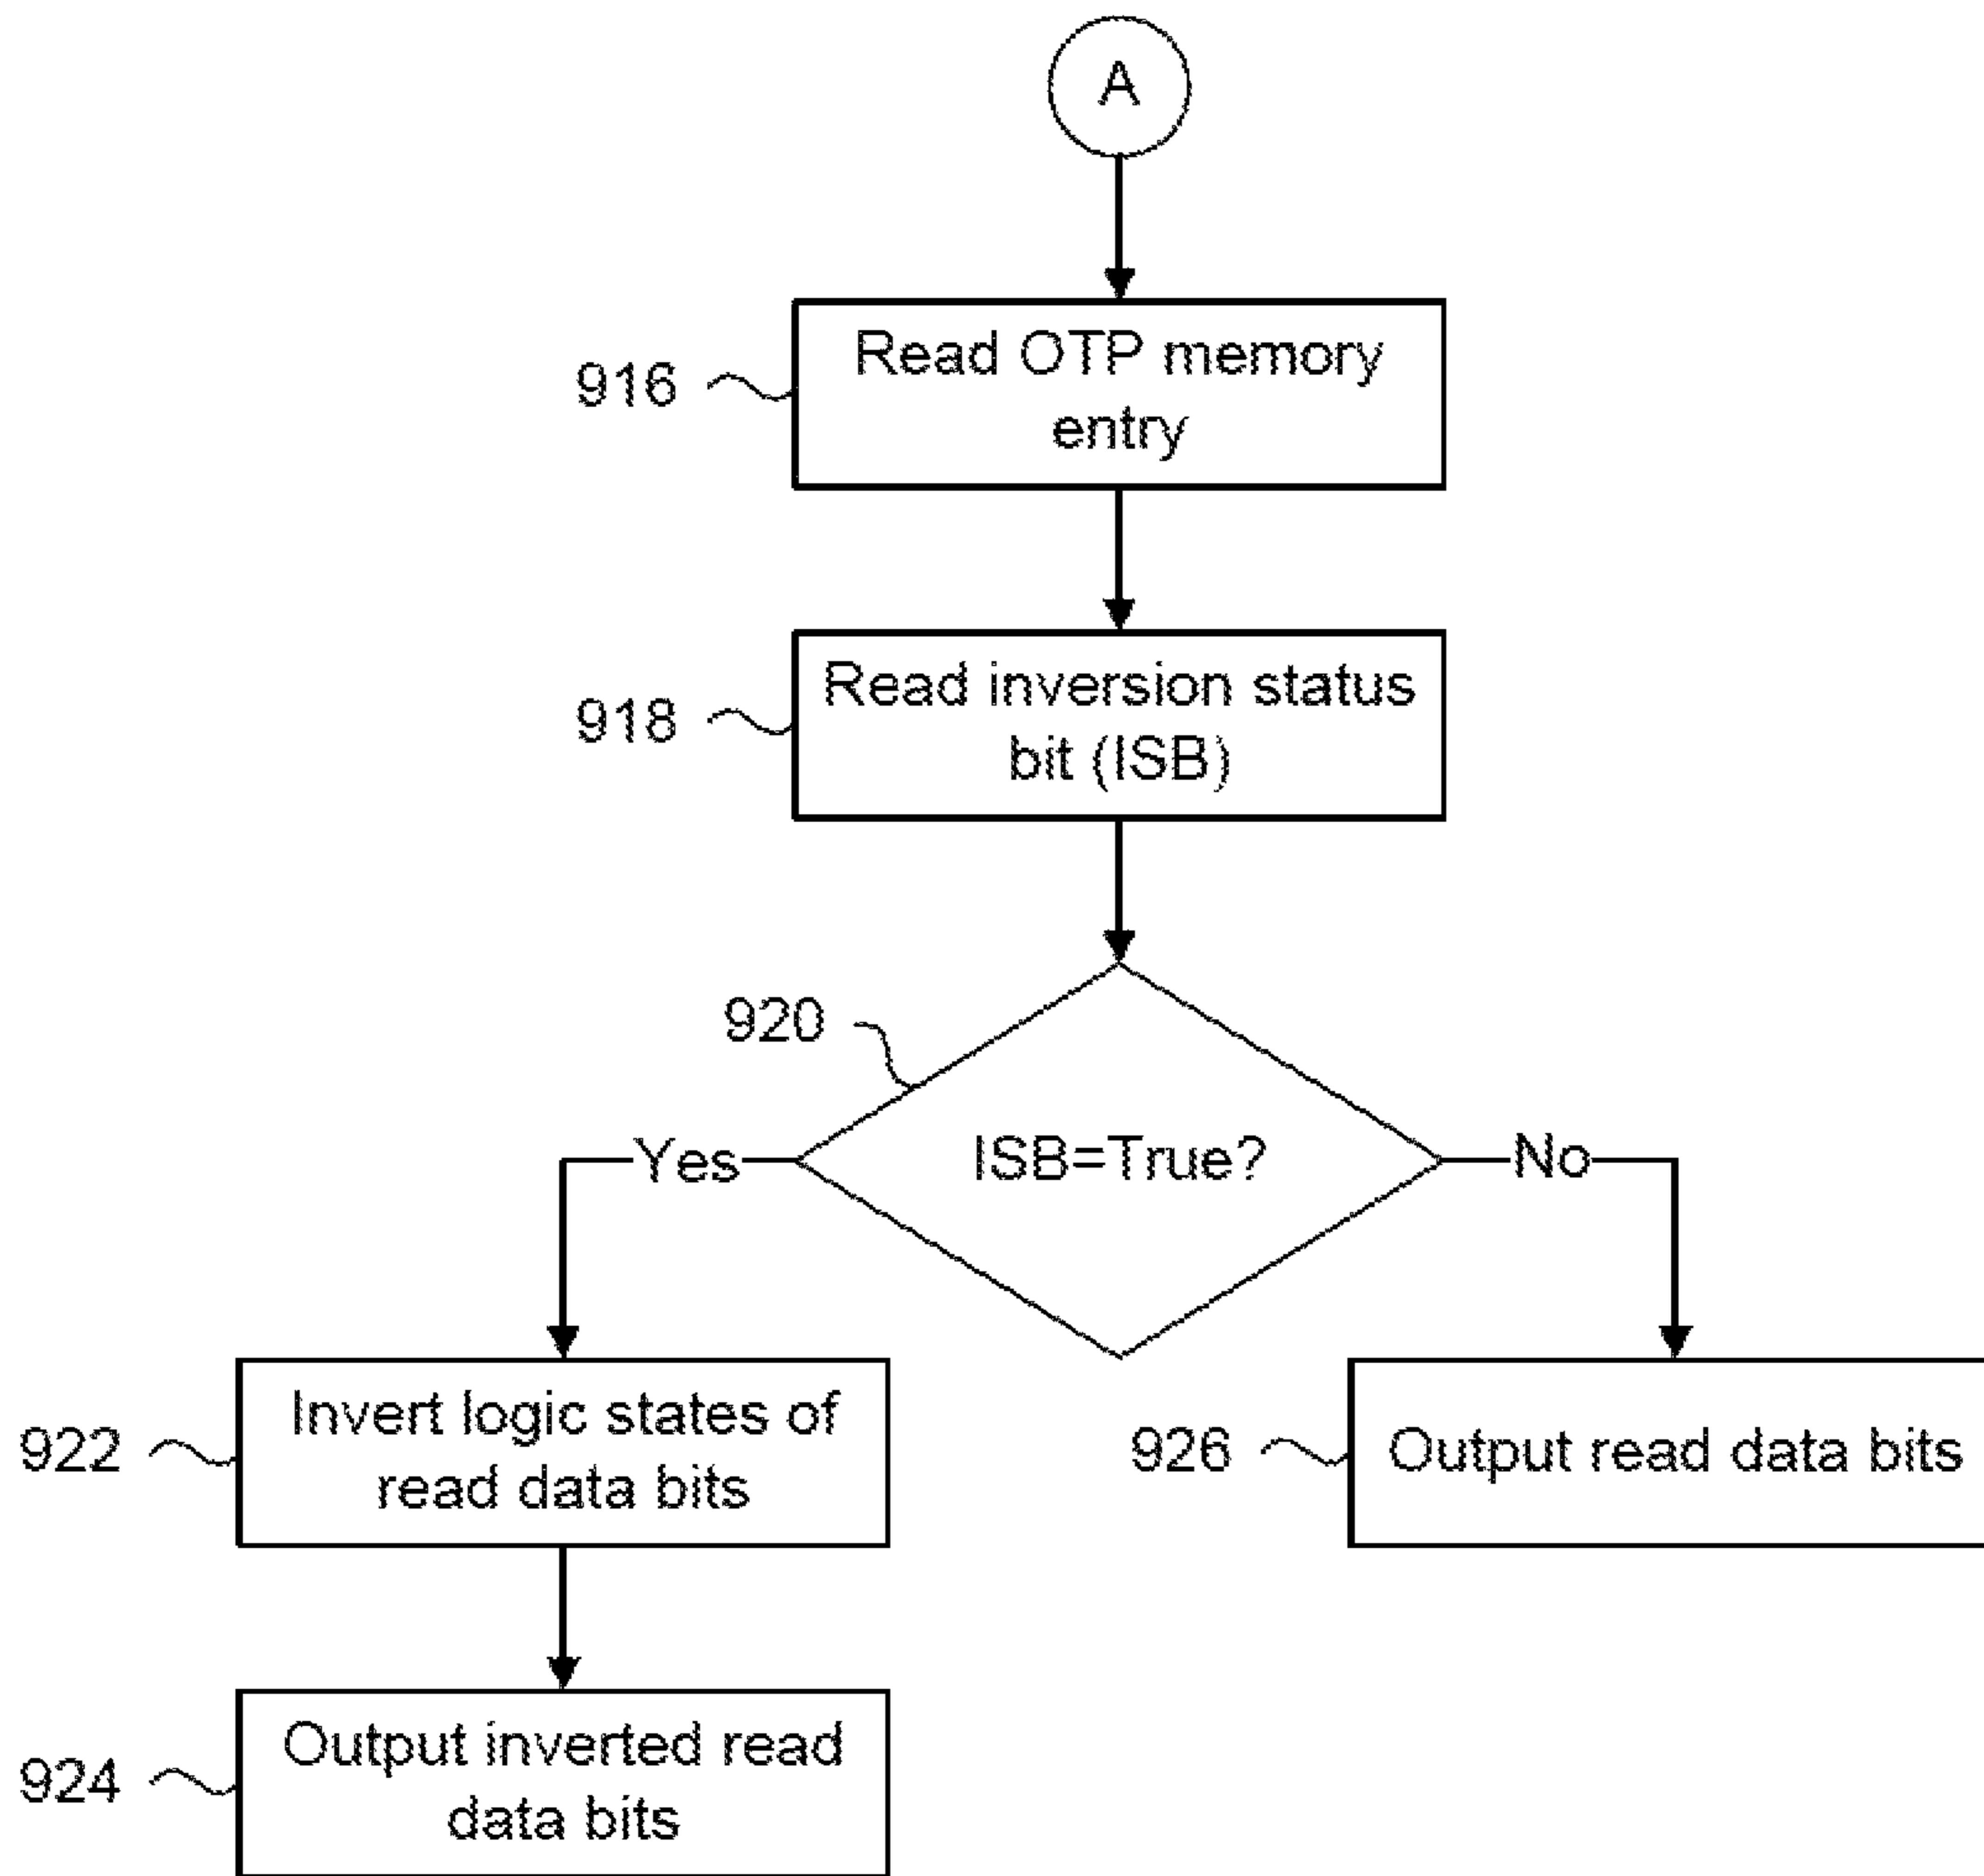 A
916
Read OTP memory
entry
918
Read inversion status
bit (ISB)
920
ISB=True?
Yes
No
922
Invert logic states of
read data bits
926
Output read data bits
924
Output inverted read
data bits